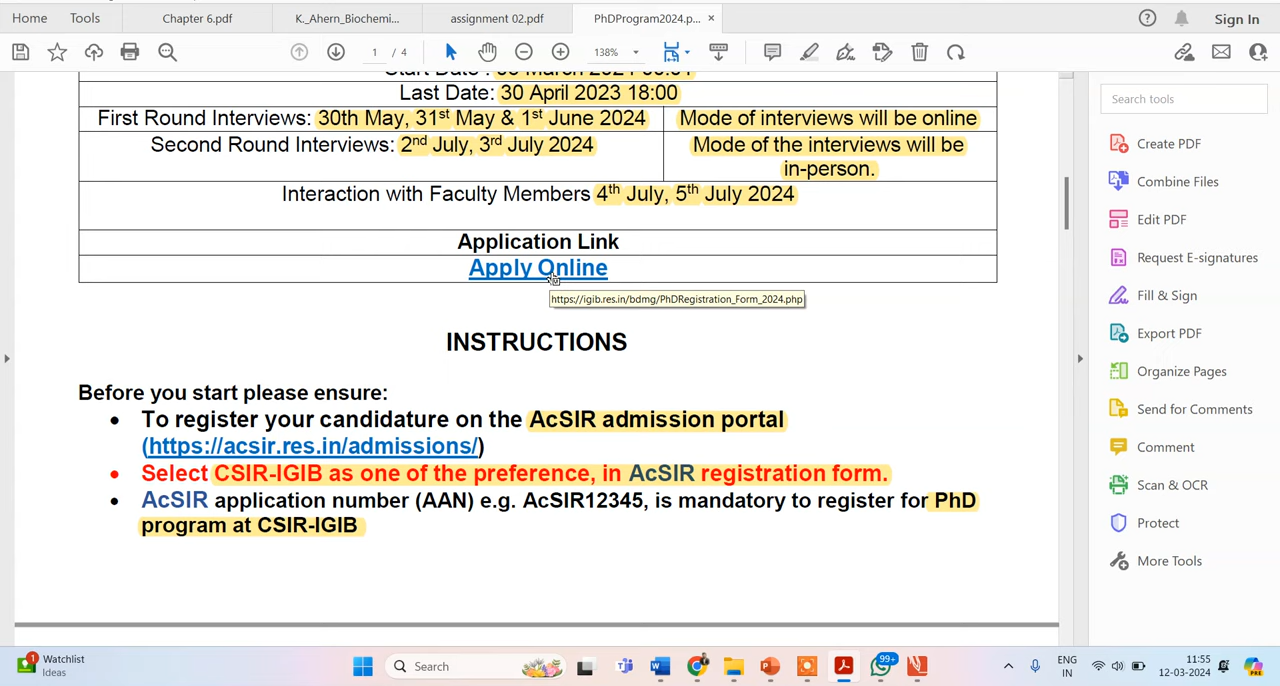 Home Tools Chapter 6.pdf K._Ahern_Biochemi... assignment 02.pdf PhDProgram2024.p... × Sign In
1 / 4 138%
Last Date: 30 April 2023 18:00
First Round Interviews: 30th May, 31st May & 1st June 2024 Mode of interviews will be online
Second Round Interviews: 2nd July, 3rd July 2024 Mode of the interviews will be
in-person.
Interaction with Faculty Members 4th July, 5th July 2024
Application Link
Apply Online
https://igib.res.in/bdmg/PhDRegistration_Form_2024.php
INSTRUCTIONS
Before you start please ensure:
• To register your candidature on the AcSIR admission portal
(https://acsir.res.in/admissions/)
• Select CSIR-IGIB as one of the preference, in AcSIR registration form.
• AcSIR application number (AAN) e.g. AcSIR12345, is mandatory to register for PhD
program at CSIR-IGIB
Search tools
Create PDF
Combine Files
Edit PDF
Request E-signatures
Fill & Sign
Export PDF
Organize Pages
Send for Comments
Comment
Scan & OCR
Protect
More Tools
1 Watchlist
Ideas
Search
99+
ENG
IN
11:55
12-03-2024
PRE